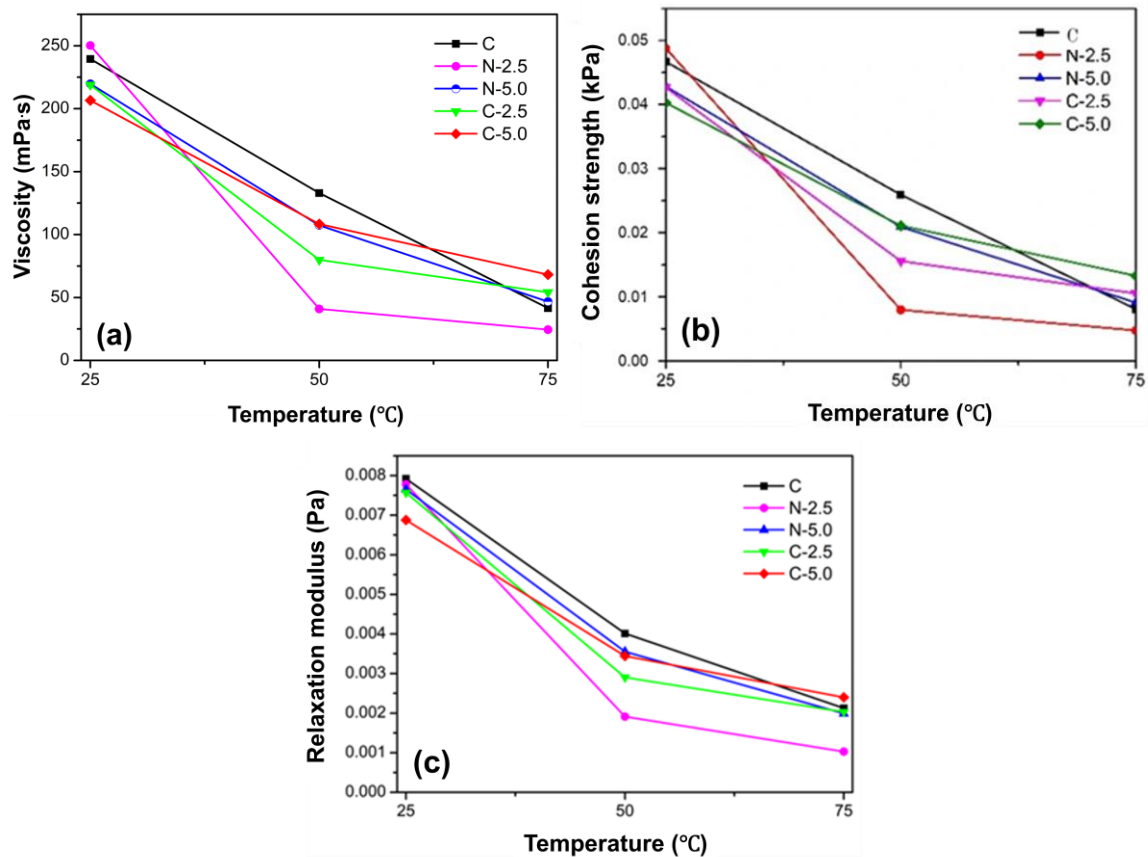 250
200
150
100
50
0
Viscosity (mPa·s)
C
N-2.5
N-5.0
C-2.5
C-5.0
(a)
25
50
75
Temperature (℃)
(b)
0.05
0.04
0.03
0.02
0.01
0.00
Cohesion strength (kPa)
C
N-2.5
N-5.0
C-2.5
C-5.0
25
50
75
Temperature (℃)
0.008
0.007
0.006
0.005
0.004
0.003
0.002
0.001
0.000
Relaxation modulus (Pa)
C
N-2.5
N-5.0
C-2.5
C-5.0
(c)
25
50
75
Temperature (℃)